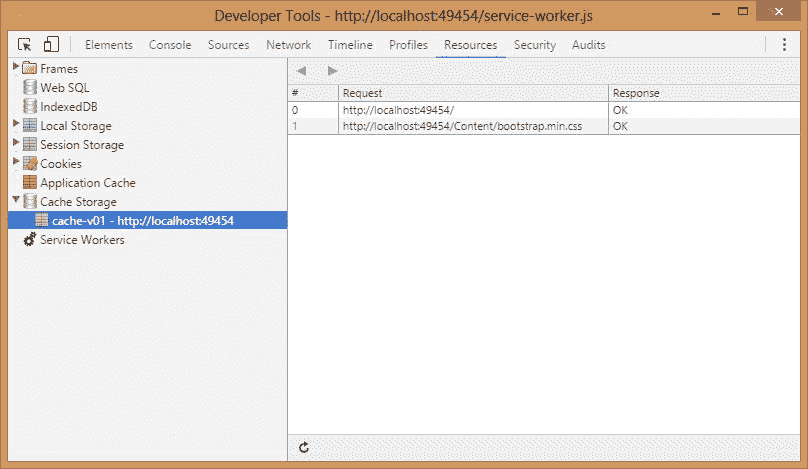 Developer Tools - http://localhost:49454/service-worker.js
Elements Console Sources Network Timeline Profiles Resources Security Audits
Frames
Web SQL
IndexedDB
Local Storage
Session Storage
Cookies
Application Cache
Cache Storage
cache-v01 - http://localhost:49454
Service Workers
# Request Response
0 http://localhost:49454/ OK
1 http://localhost:49454/Content/bootstrap.min.css OK